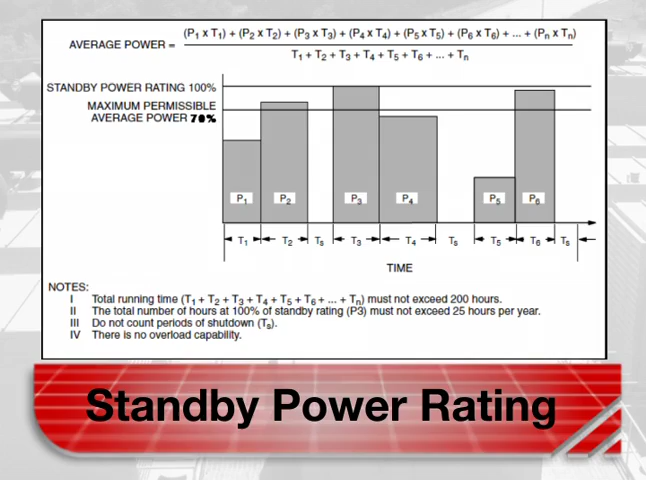 (P1 x T1) + (P2 x T2) + (P3 x T3) + (P4 x T4) + (P5 x T5) + (P6 x T6) + ... + (Pn x Tn)
AVERAGE POWER =
T1 + T2 + T3 + T4 + T5 + T6 + ... + Tn
STANDBY POWER RATING 100%
MAXIMUM PERMISSIBLE
AVERAGE POWER 70%
P1 P2 P3 P4 P5 P6
T1 T2 Ts T3 T4 Ts T5 T6 Ts
TIME
NOTES:
I Total running time (T1 + T2 + T3 + T4 + T5 + T6 + ... + Tn) must not exceed 200 hours.
II The total number of hours at 100% of standby rating (P3) must not exceed 25 hours per year.
III Do not count periods of shutdown (Ts).
IV There is no overload capability.
Standby Power Rating